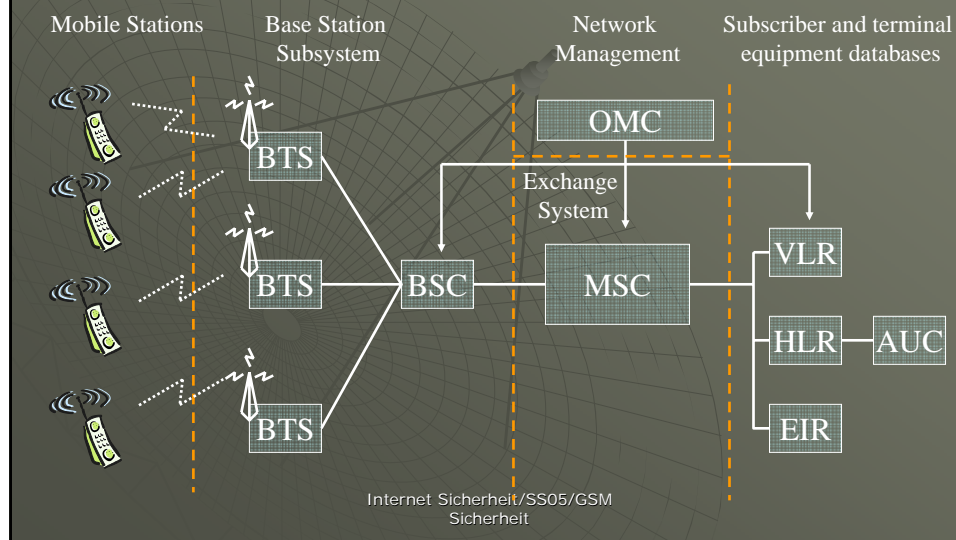 Mobile Stations
Base Station
Subsystem
Network
Management
Subscriber and terminal
equipment databases
OMC
BTS
Exchange
System
VLR
BTS
BSC
MSC
HLR
AUC
BTS
EIR
Internet Sicherheit/SS05/GSM
Sicherheit